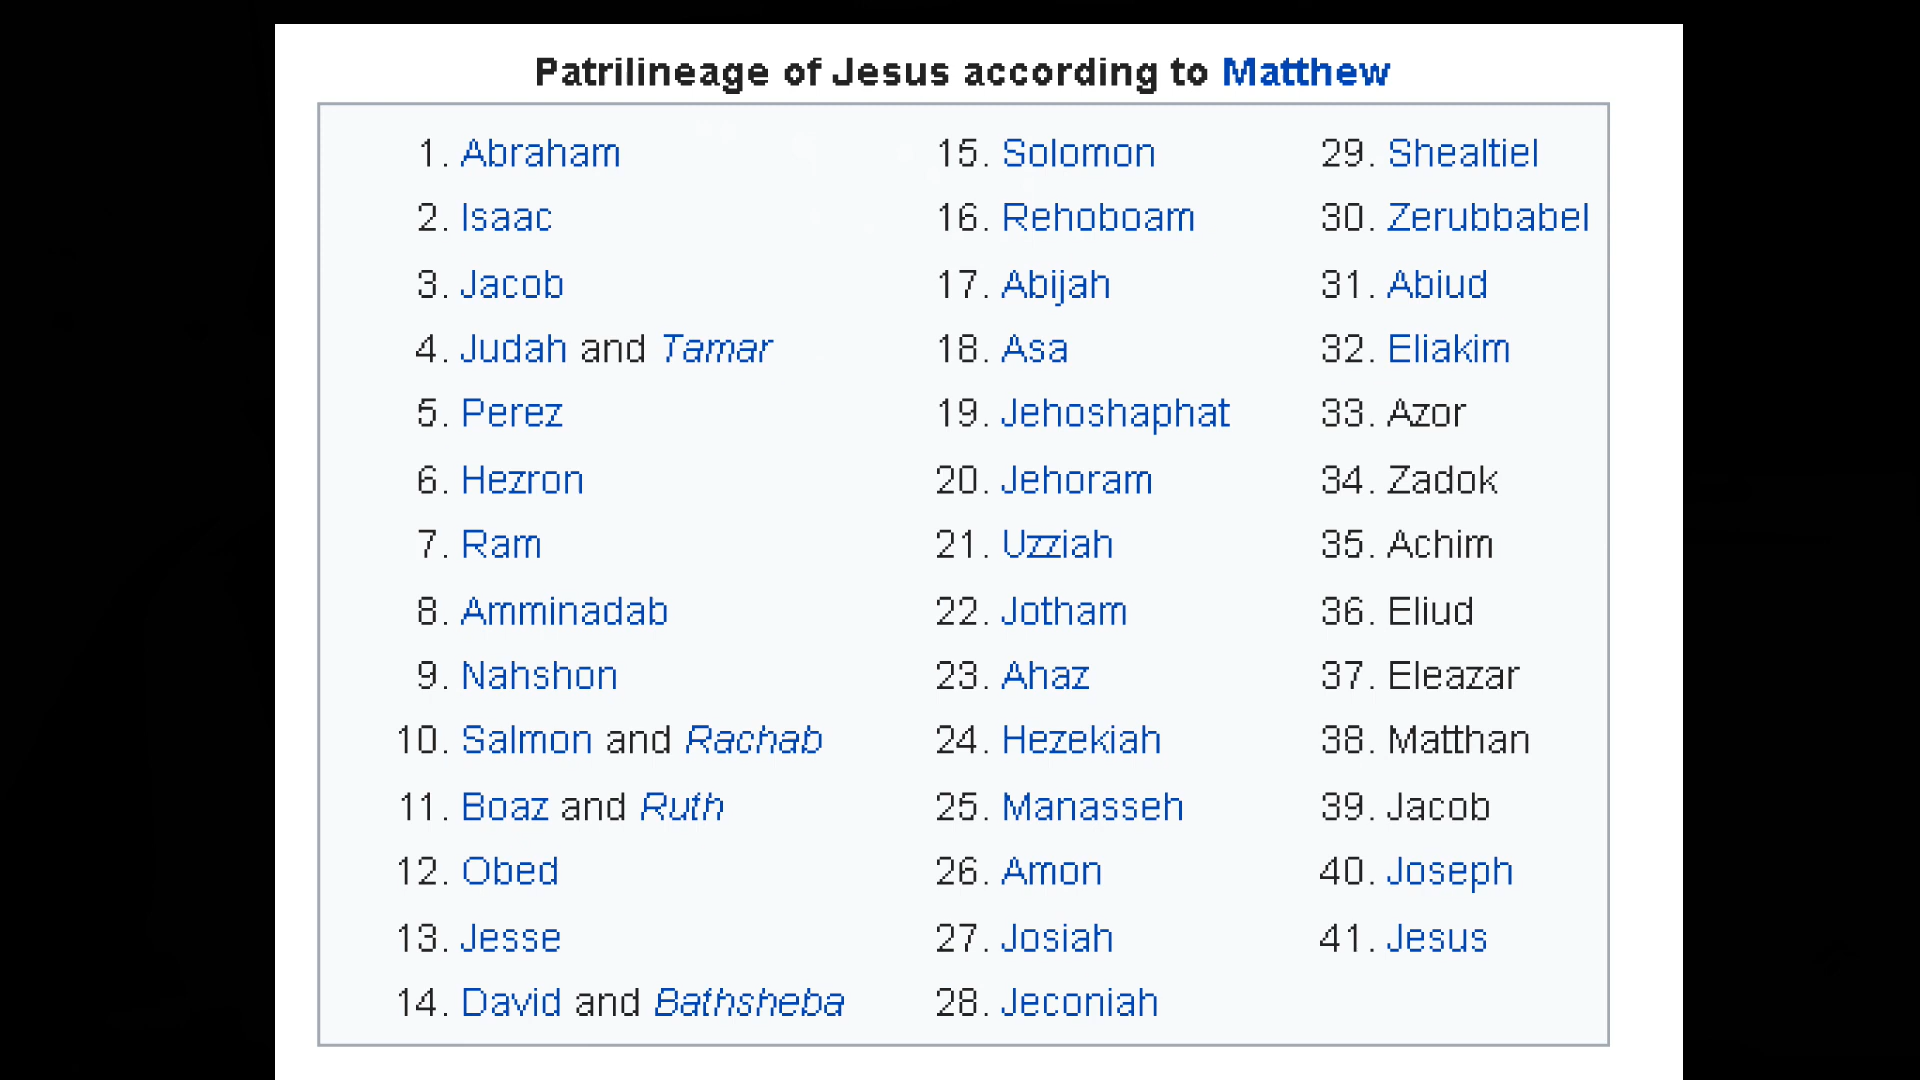 Patrilineage of Jesus according to Matthew
1. Abraham
2. Isaac
3. Jacob
4. Judah and Tamar
5. Perez
6. Hezron
7. Ram
8. Amminadab
9. Nahshon
10. Salmon and Rachab
11. Boaz and Ruth
12. Obed
13. Jesse
14. David and Bathsheba
15. Solomon
16. Rehoboam
17. Abijah
18. Asa
19. Jehoshaphat
20. Jehoram
21. Uzziah
22. Jotham
23. Ahaz
24. Hezekiah
25. Manasseh
26. Amon
27. Josiah
28. Jeconiah
29. Shealtiel
30. Zerubbabel
31. Abiud
32. Eliakim
33. Azor
34. Zadok
35. Achim
36. Eliud
37. Eleazar
38. Matthan
39. Jacob
40. Joseph
41. Jesus